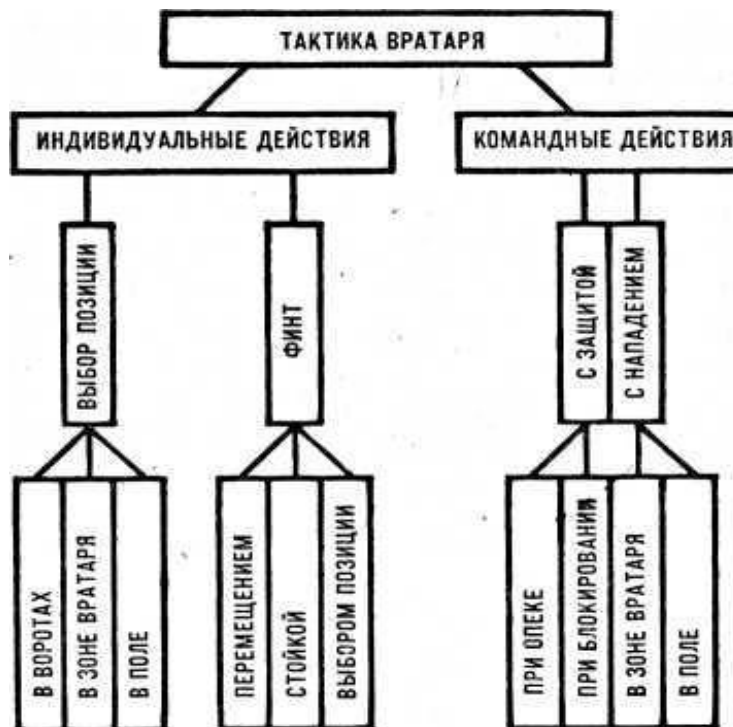 ТАКТИКА ВРАТАРЯ
ИНДИВИДУАЛЬНЫЕ ДЕЙСТВИЯ
КОМАНДНЫЕ ДЕЙСТВИЯ
ВЫБОР ПОЗИЦИИ
ФИНТ
С ЗАЩИТОЙ
С НАПАДЕНИЕМ
В ВОРОТАХ
В ЗОНЕ ВРАТАРЯ
В ПОЛЕ
ПЕРЕМЕЩЕНИЕМ
СТОЙКОЙ
ВЫБОРОМ ПОЗИЦИИ
ПРИ ОПЕКЕ
ПРИ БЛОКИРОВАНИИ
В ЗОНЕ ВРАТАРЯ
В ПОЛЕ